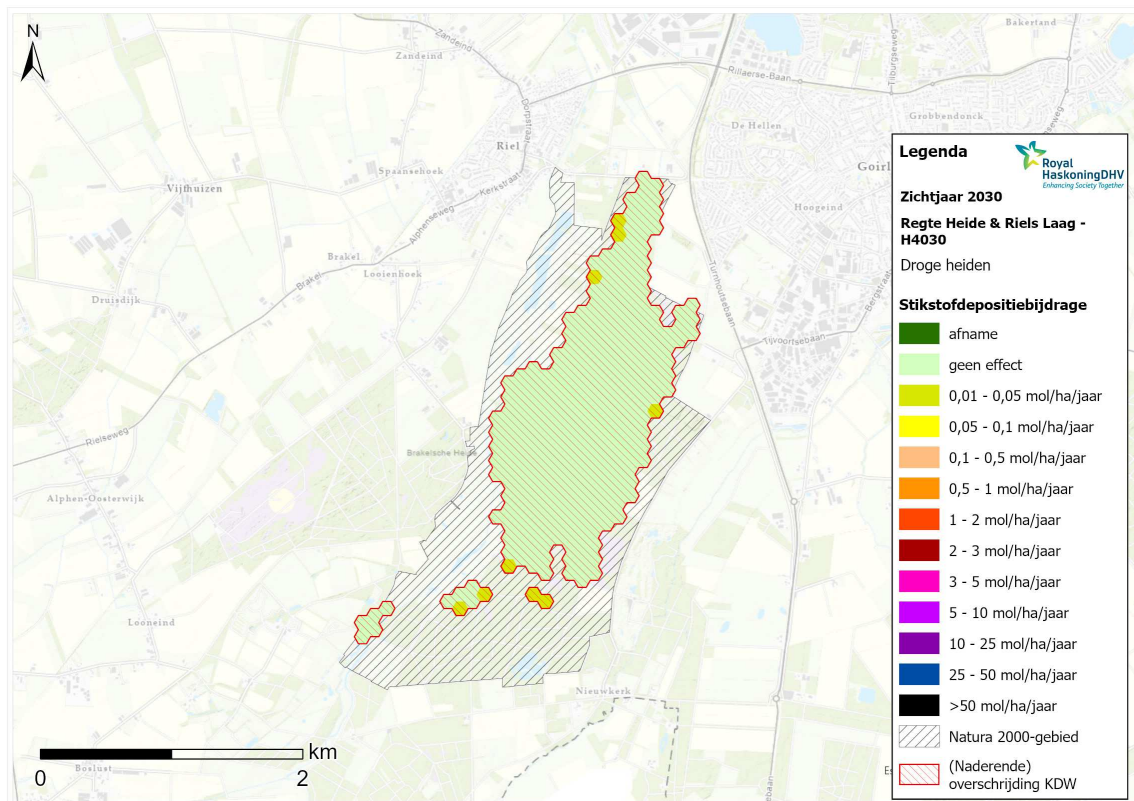 N
Zandeind
Zandeind
Bakertand
Rillaerse-Baan
Tilburgseweg
Dorpstraat
De Hellen
Grobbendonck
Riel
Spaansehoek
Kerkstraat
Goirl
Vijfhuizen
Alphenseweg
Hoogeind
Brakel
Looienhoek
Brakel
Turnhoutsebaan
Bergstraat
Druisdijk
Tijvoortsebaan
Rielseweg
Brakelsche Heide
Alphen-Oosterwijk
Looneind
Nieuwkerk
Boslust
km
0
2
Legenda
Royal
HaskoningDHV
Enhancing Society Together
Zichtjaar 2030
Regte Heide & Riels Laag -
H4030
Droge heiden
Stikstofdepositiebijdrage
afname
geen effect
0,01 - 0,05 mol/ha/jaar
0,05 - 0,1 mol/ha/jaar
0,1 - 0,5 mol/ha/jaar
0,5 - 1 mol/ha/jaar
1 - 2 mol/ha/jaar
2 - 3 mol/ha/jaar
3 - 5 mol/ha/jaar
5 - 10 mol/ha/jaar
10 - 25 mol/ha/jaar
25 - 50 mol/ha/jaar
>50 mol/ha/jaar
Natura 2000-gebied
(Naderende)
overschrijding KDW